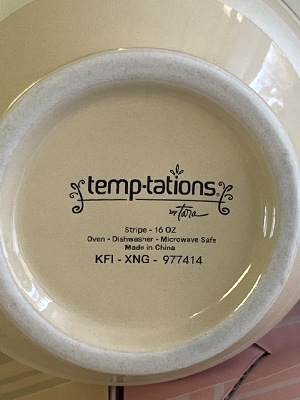 temp-tations®
by Tara
Stripe - 16 OZ
Oven - Dishwasher - Microwave Safe
Made in China
KFI - XNG - 977414